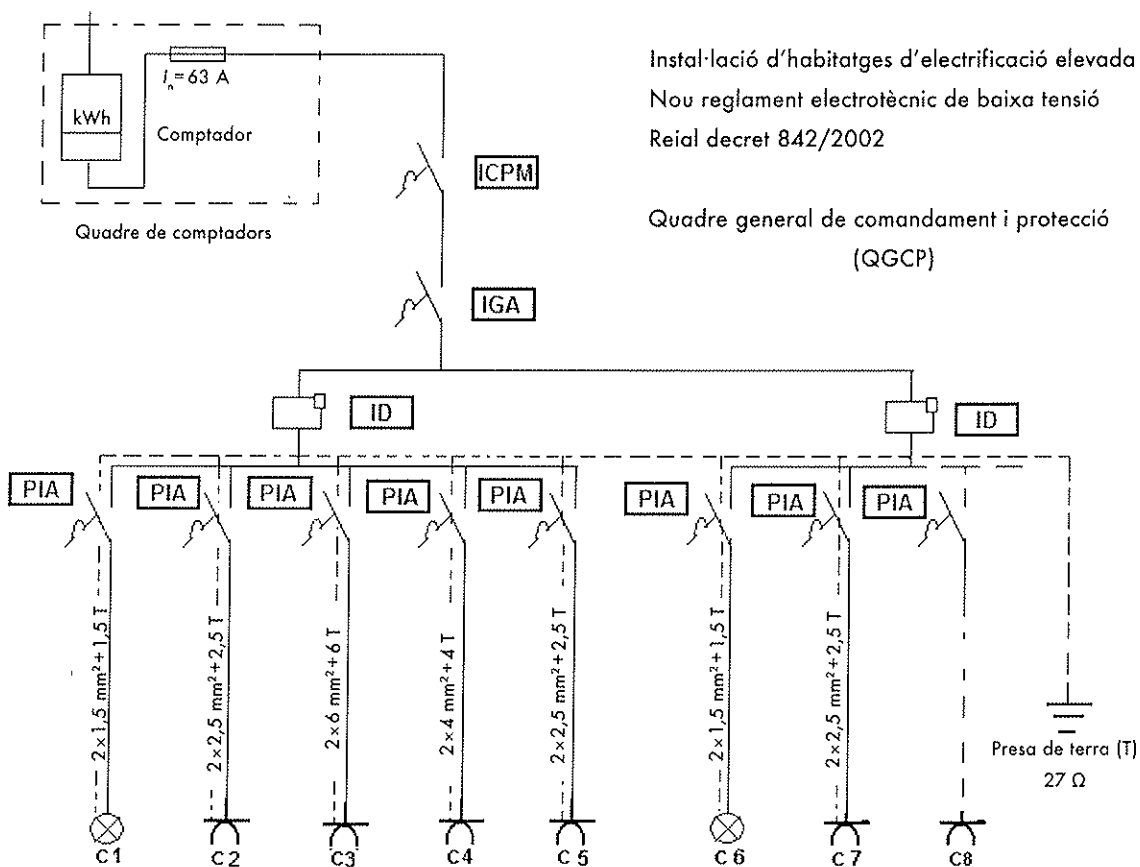 Instal·lació d'habitatges d'electrificació elevada
Nou reglament electrotècnic de baixa tensió
Reial decret 842/2002
Quadre general de comandament i protecció
(QGCP)
Iₙ= 63 A
kWh
Comptador
Quadre de comptadors
ICPM
IGA
ID
ID
PIA
PIA
PIA
PIA
PIA
PIA
PIA
PIA
2×1,5 mm²+1,5 T
2×2,5 mm²+2,5 T
2×6 mm²+6 T
2×4 mm²+4 T
2×2,5 mm²+2,5 T
2×1,5 mm²+1,5 T
2×2,5 mm²+2,5 T
Presa de terra (T)
27 Ω
C1
C2
C3
C4
C5
C6
C7
C8